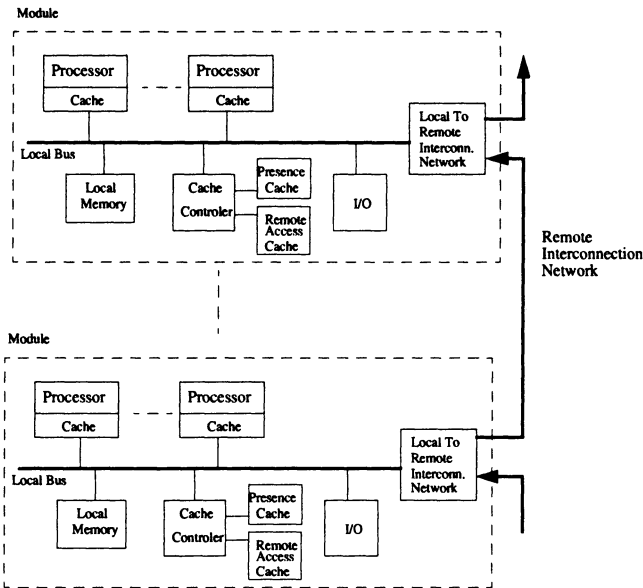 Module
Processor
Processor
Cache
Cache
Local To
Remote
Interconn.
Network
Local Bus
Local
Memory
Cache
Controler
Presence
Cache
Remote
Access
Cache
I/O
Remote
Interconnection
Network
Module
Processor
Processor
Cache
Cache
Local To
Remote
Interconn.
Network
Local Bus
Local
Memory
Cache
Controler
Presence
Cache
Remote
Access
Cache
I/O